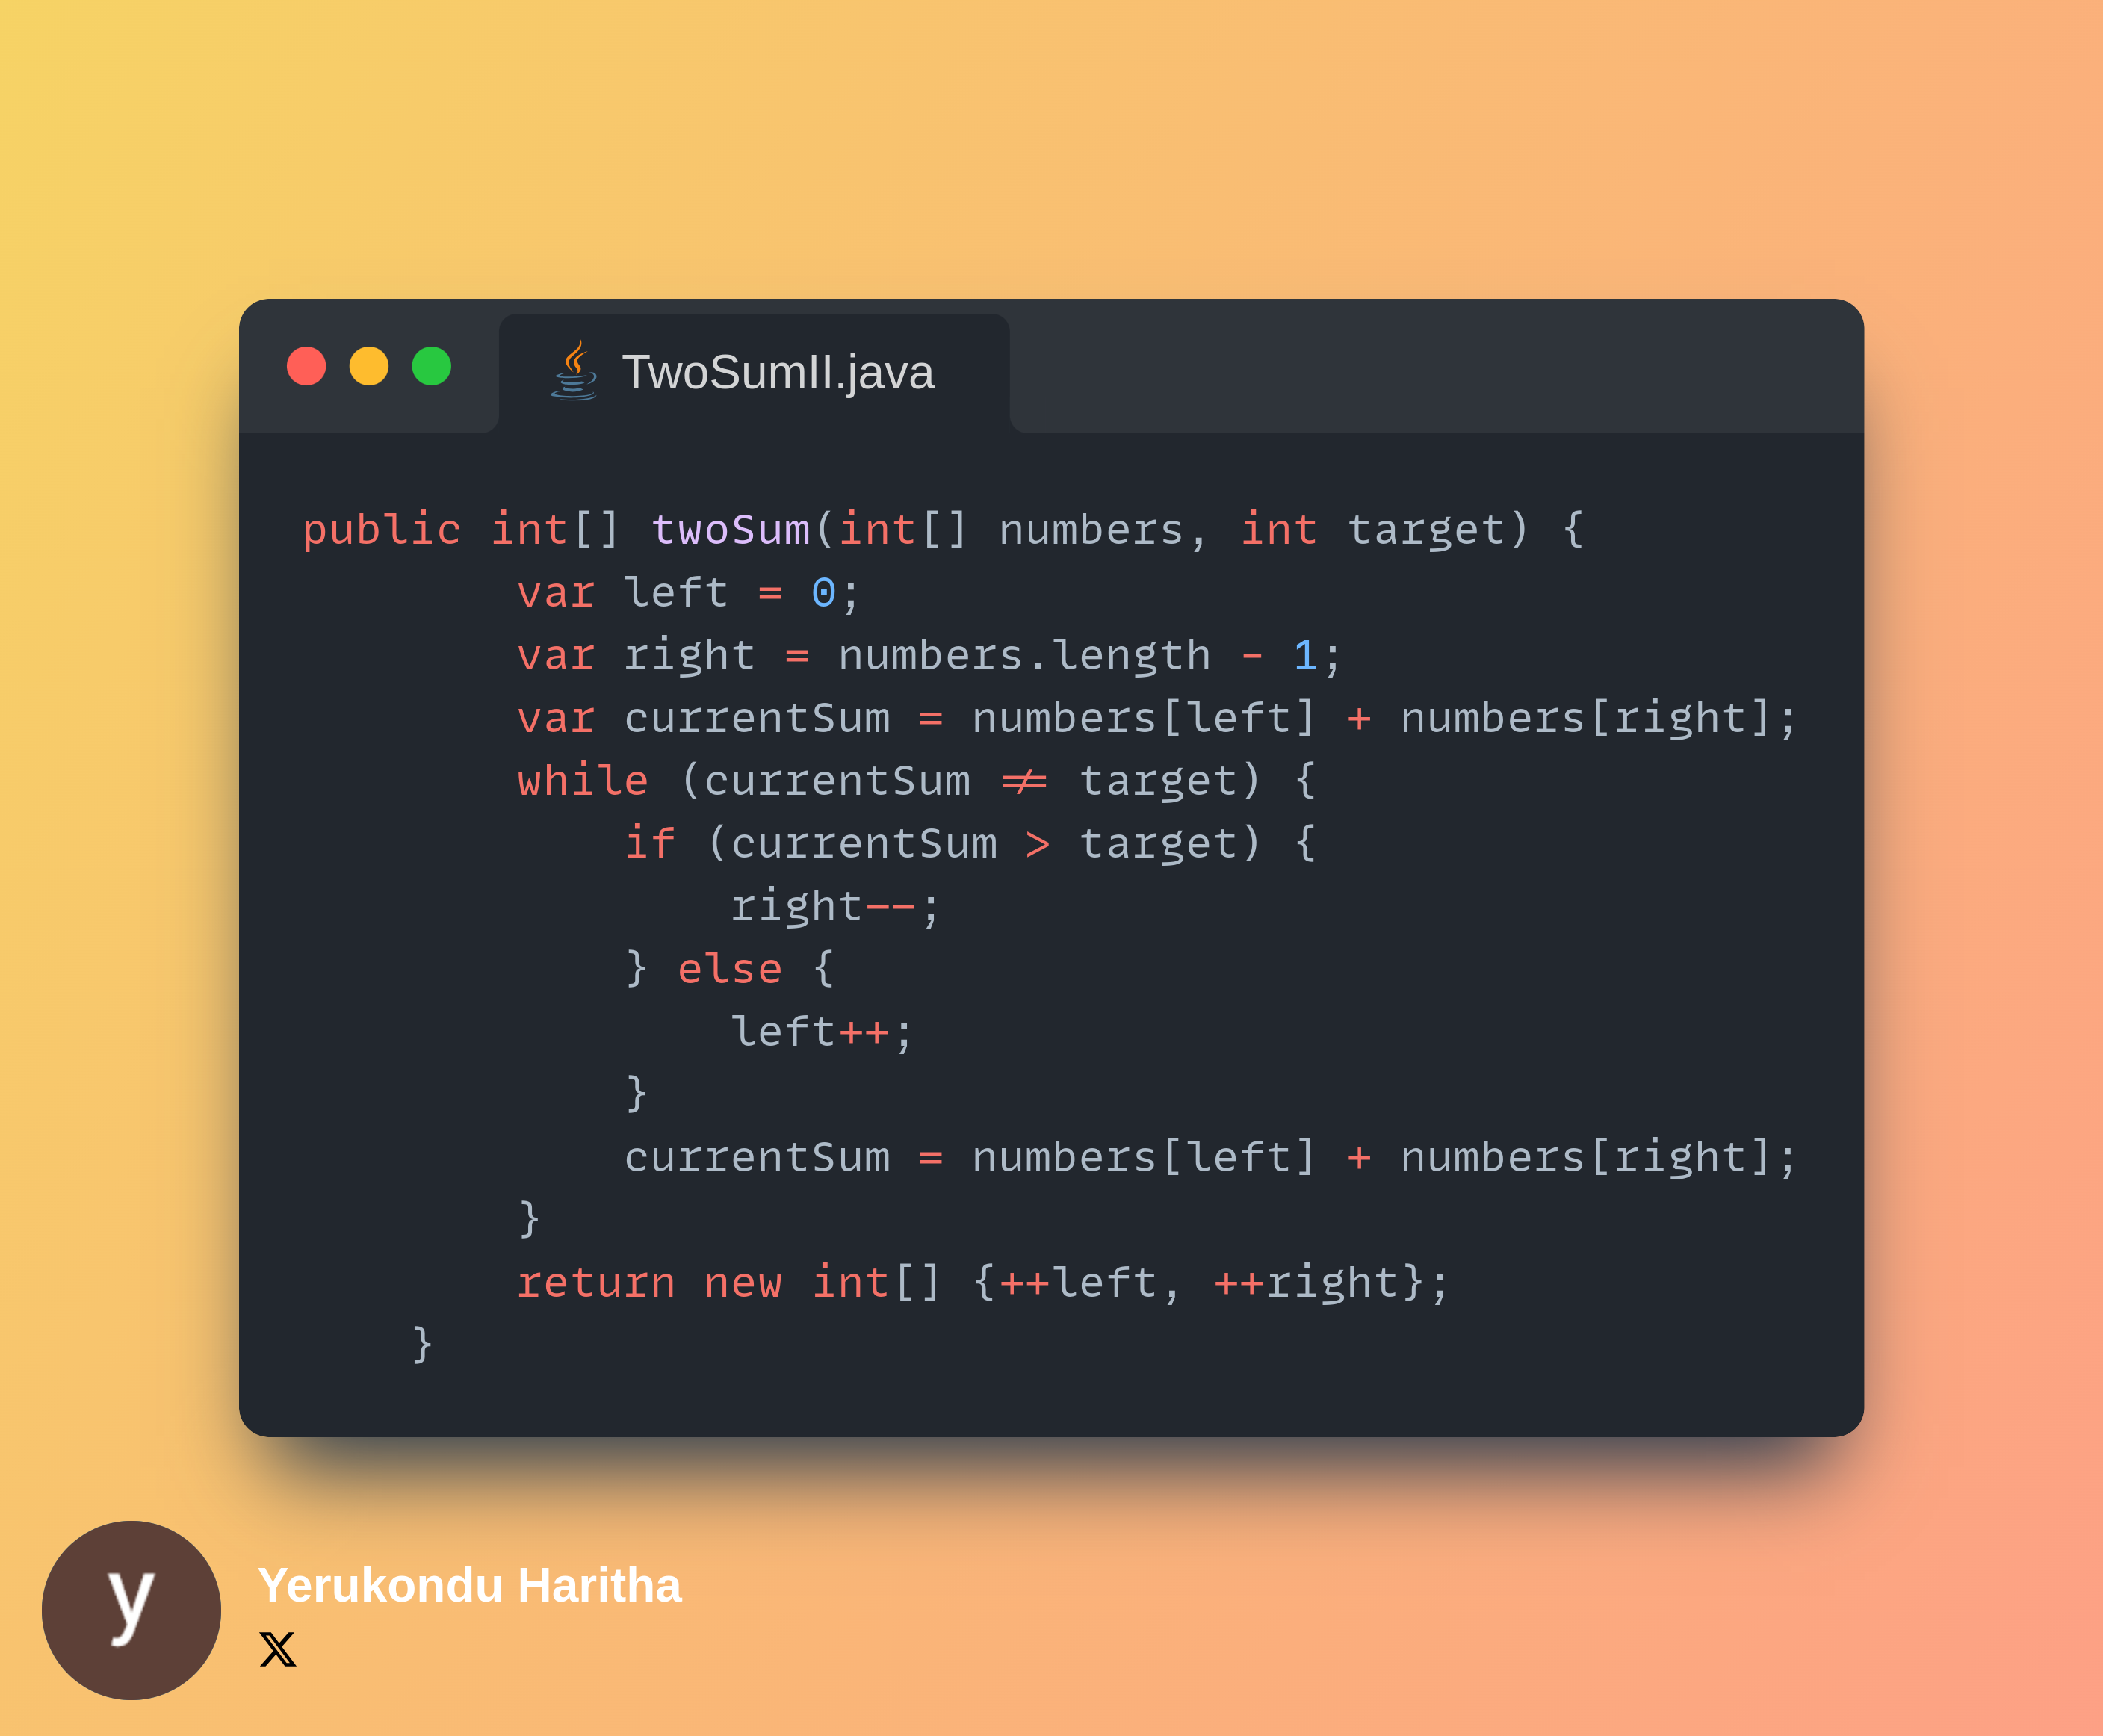 TwoSumII.java
public int[] twoSum(int[] numbers, int target) {
        var left = 0;
        var right = numbers.length - 1;
        var currentSum = numbers[left] + numbers[right];
        while (currentSum != target) {
            if (currentSum > target) {
                right--;
            } else {
                left++;
            }
            currentSum = numbers[left] + numbers[right];
        }
        return new int[] {++left, ++right};
    }
y
Yerukondu Haritha
X